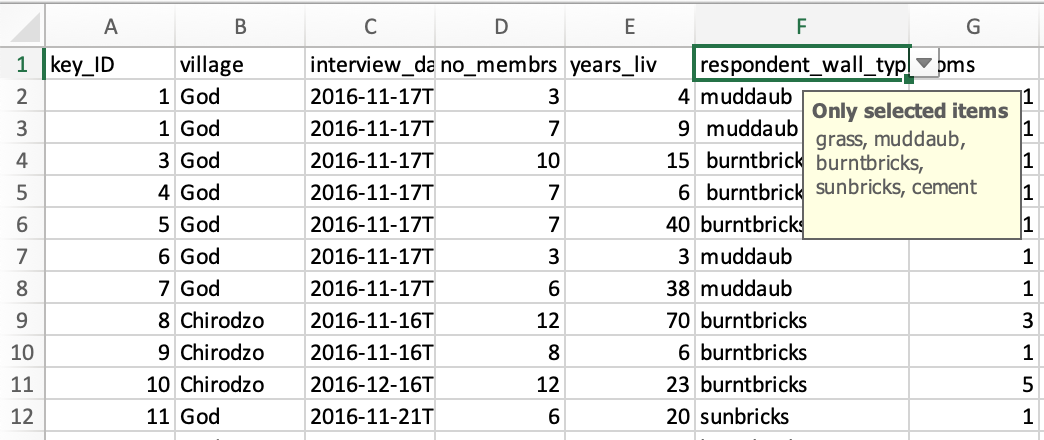 A B C D E F G
1 key_ID village interview_da no_membrs years_liv respondent_wall_typ oms
2 1 God 2016-11-17T 3 4 muddaub 1
3 1 God 2016-11-17T 7 9 muddaub 1
4 3 God 2016-11-17T 10 15 burntbrick 1
5 4 God 2016-11-17T 7 6 burntbrick 1
6 5 God 2016-11-17T 7 40 burntbricks 1
7 6 God 2016-11-17T 3 3 muddaub 1
8 7 God 2016-11-17T 6 38 muddaub 1
9 8 Chirodzo 2016-11-16T 12 70 burntbricks 3
10 9 Chirodzo 2016-11-16T 8 6 burntbricks 1
11 10 Chirodzo 2016-12-16T 12 23 burntbricks 5
12 11 God 2016-11-21T 6 20 sunbricks 1
Only selected items
grass, muddaub,
burntbricks,
sunbricks, cement